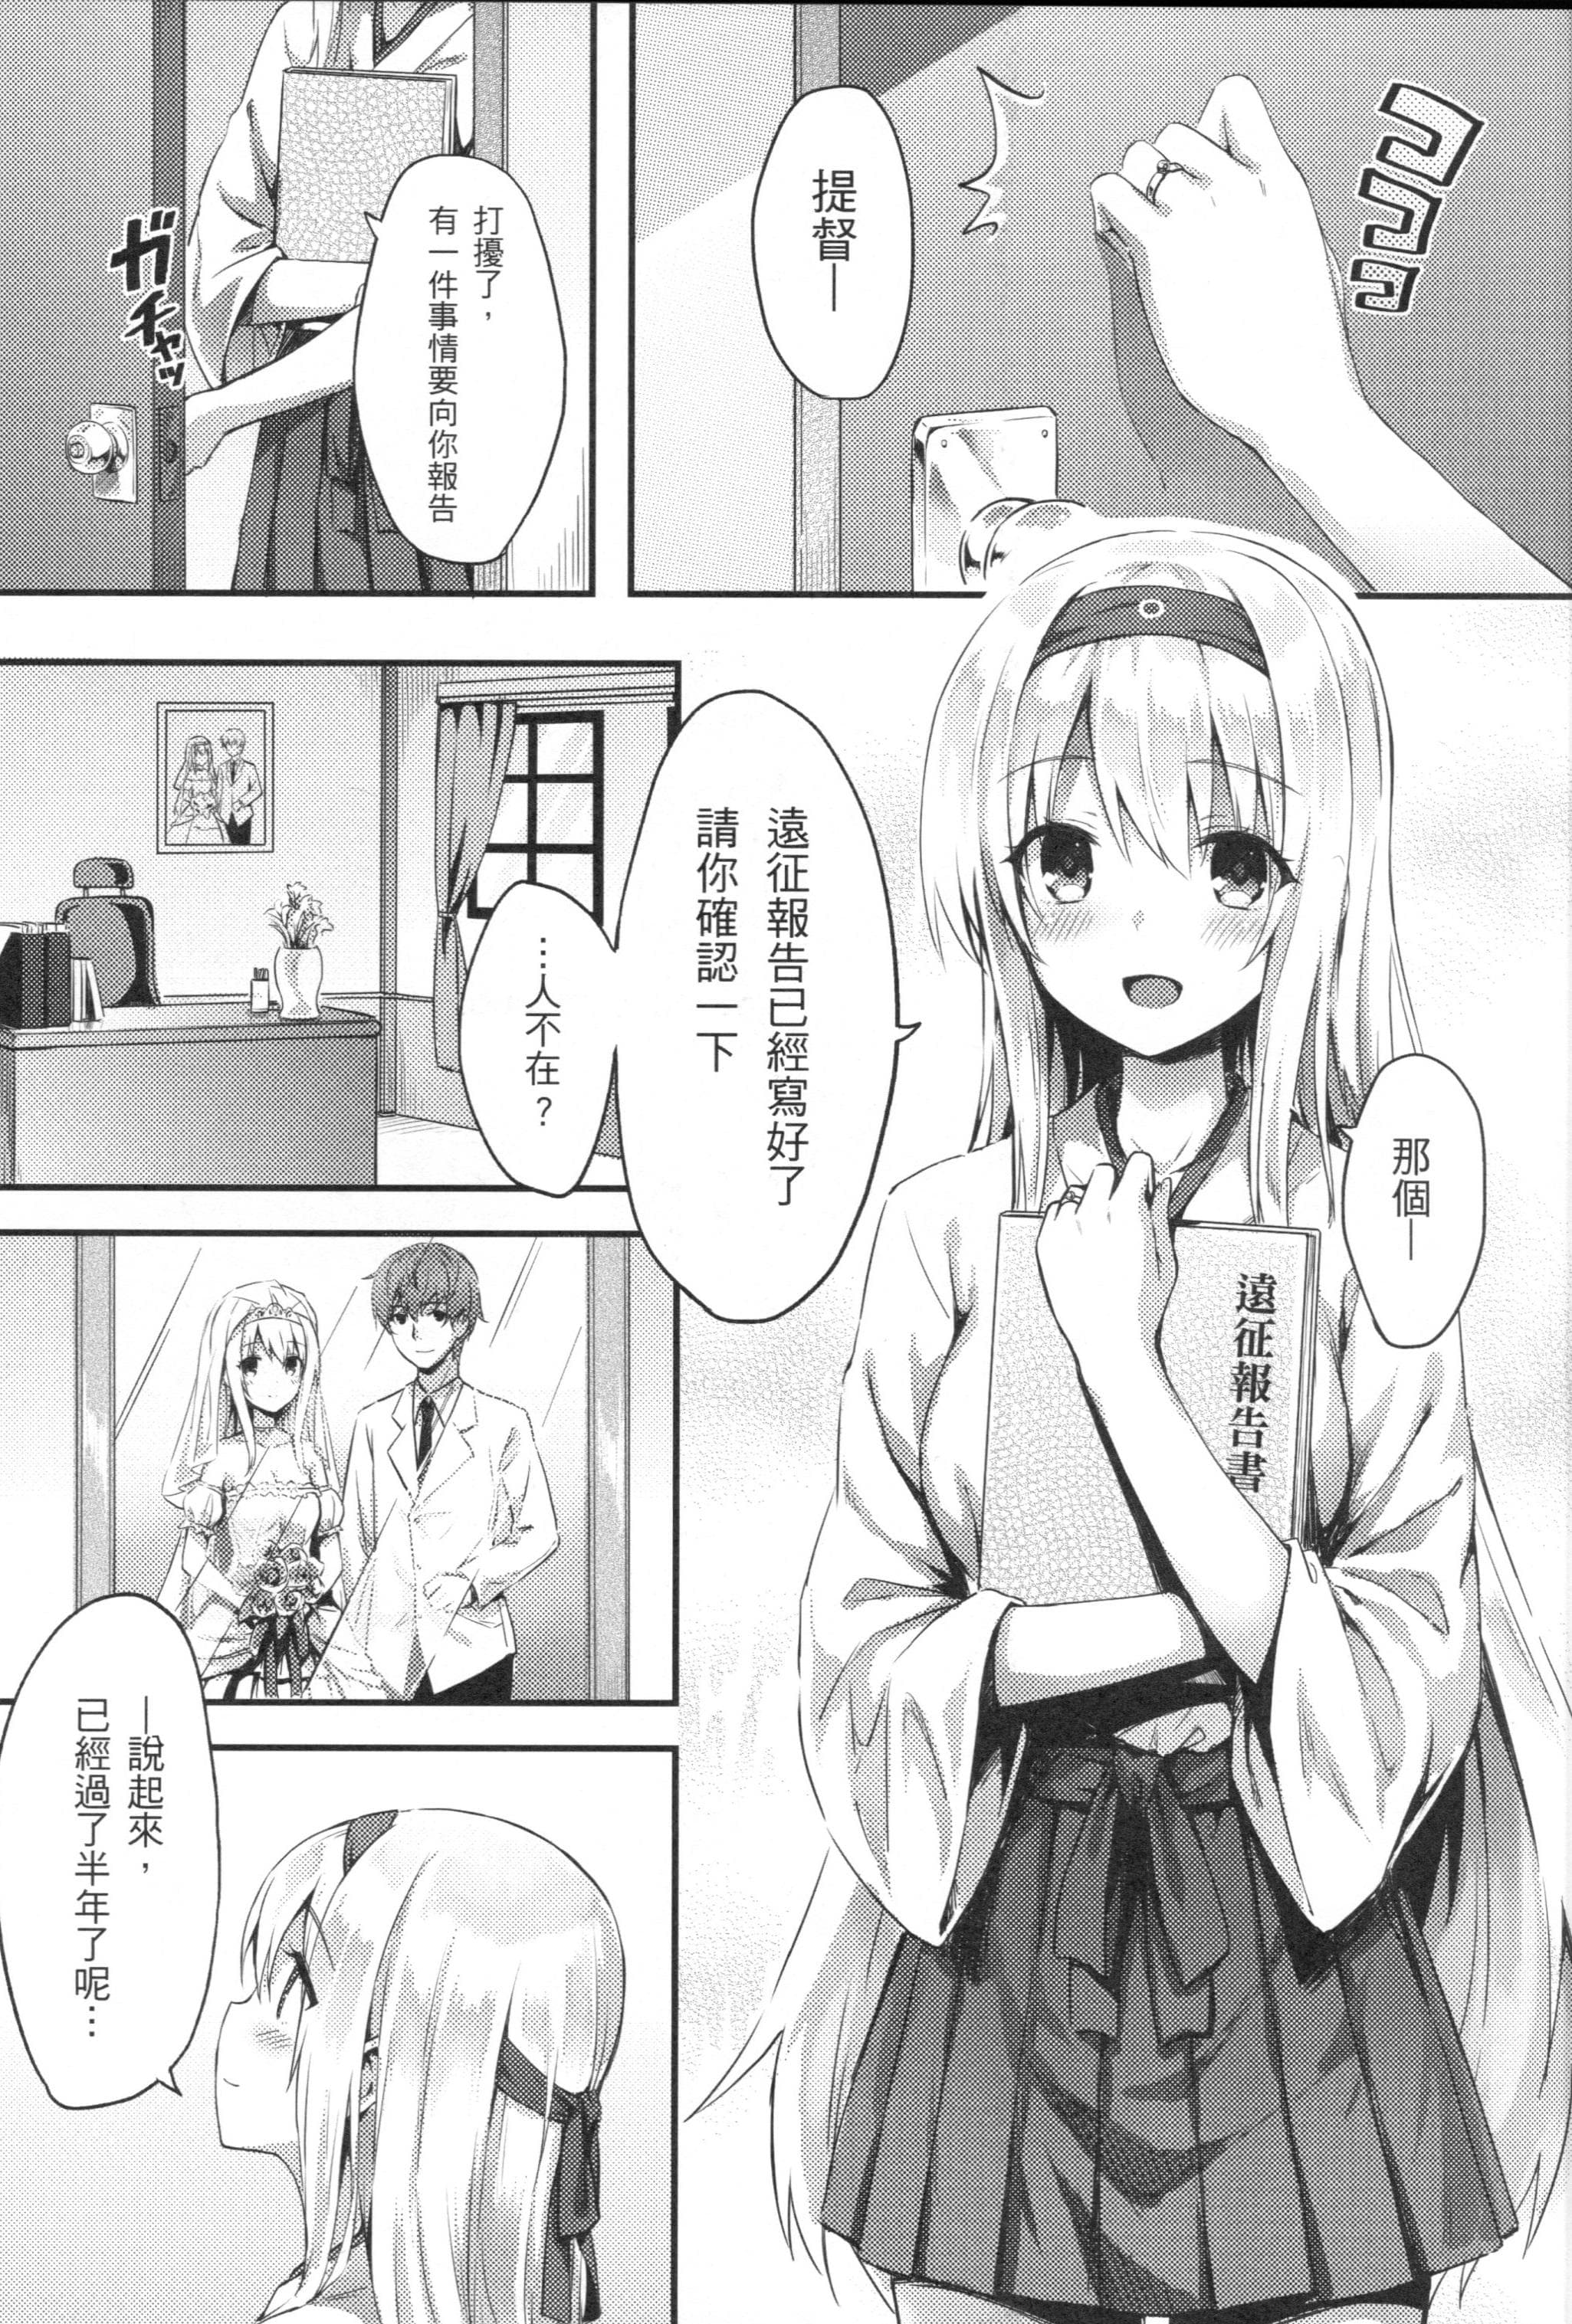 コココ
提督—
打擾了，
有一件事情要向你報告
ガチャッ
那個—
遠征報告已經寫好了
請你確認一下
遠征報告書
…人不在？
—說起來，
已經過了半年了呢…